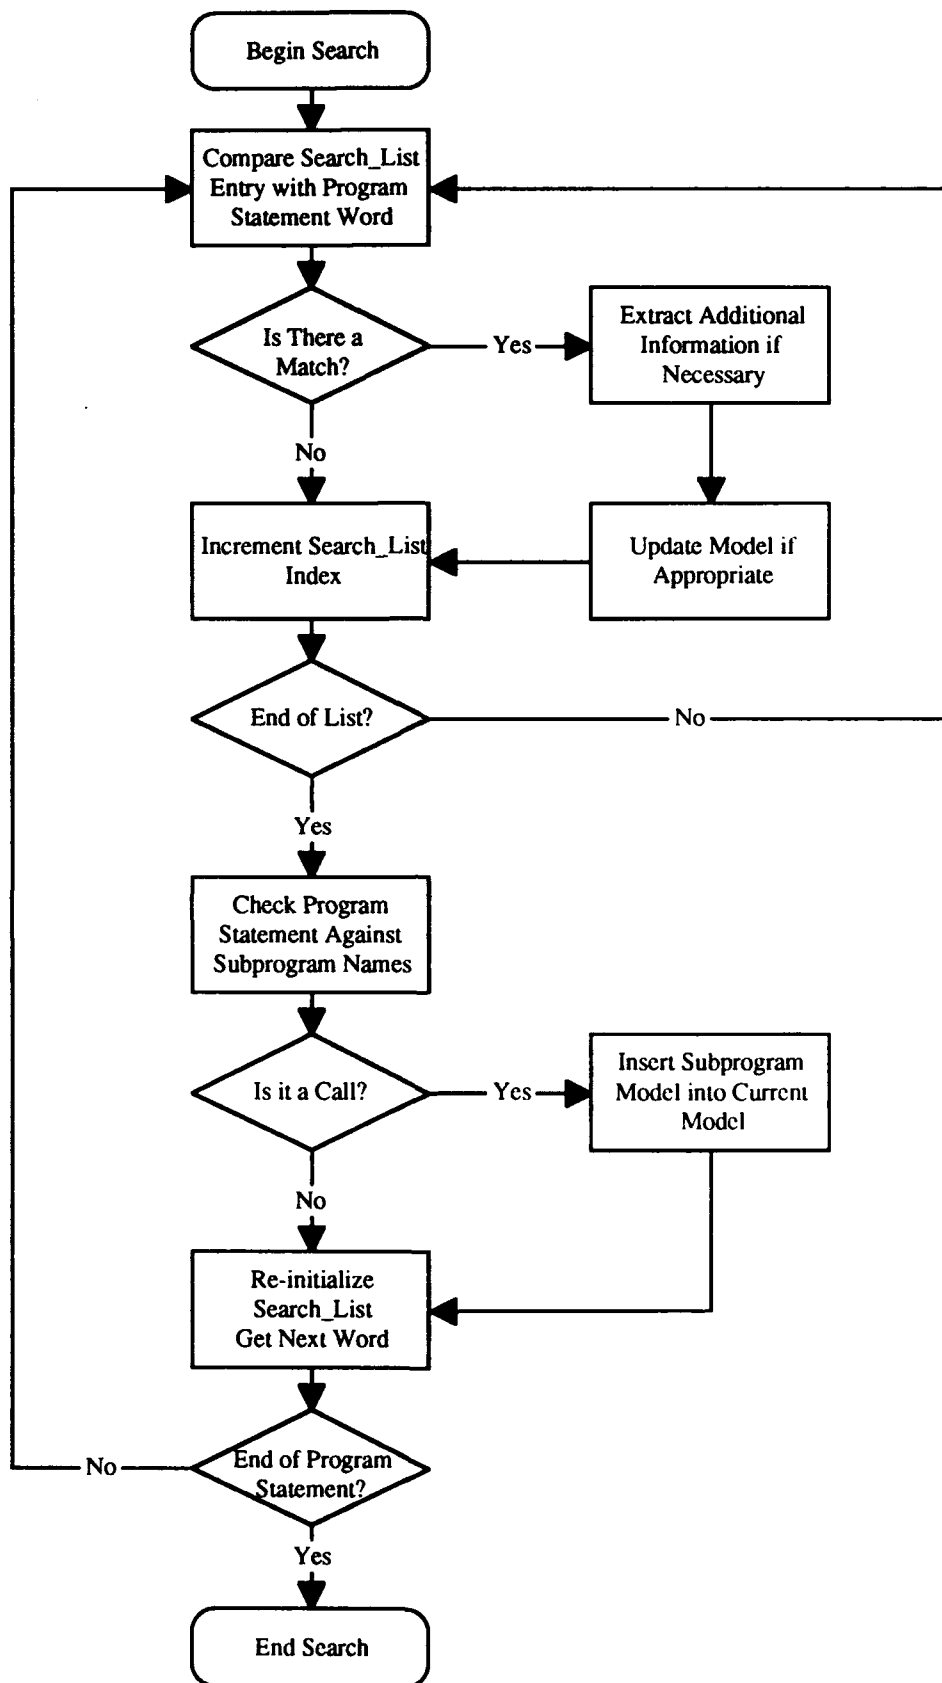 Begin Search
Compare Search_List
Entry with Program
Statement Word
Is There a
Match?
Yes
Extract Additional
Information if
Necessary
No
Increment Search_List
Index
Update Model if
Appropriate
End of List?
No
Yes
Check Program
Statement Against
Subprogram Names
Is it a Call?
Yes
Insert Subprogram
Model into Current
Model
No
Re-initialize
Search_List
Get Next Word
End of Program
Statement?
No
Yes
End Search